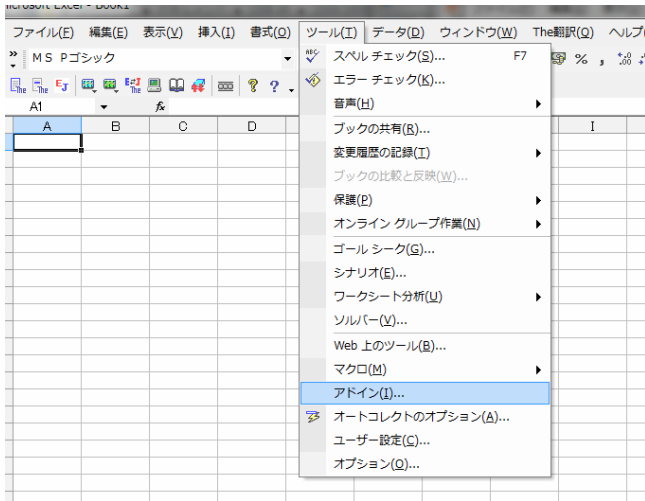 Microsoft Excel - Book1
ファイル(F) 編集(E) 表示(V) 挿入(I) 書式(O) ツール(T) データ(D) ウィンドウ(W) The翻訳(Q) ヘルプ(
MS Pゴシック
% ,
A1 fx
A B C D I
スペル チェック(S)... F7
エラー チェック(K)...
音声(H)
ブックの共有(R)...
変更履歴の記録(T)
ブックの比較と反映(W)...
保護(P)
オンライン グループ作業(N)
ゴール シーク(G)...
シナリオ(E)...
ワークシート分析(U)
ソルバー(V)...
Web 上のツール(B)...
マクロ(M)
アドイン(I)...
オートコレクトのオプション(A)...
ユーザー設定(C)...
オプション(O)...